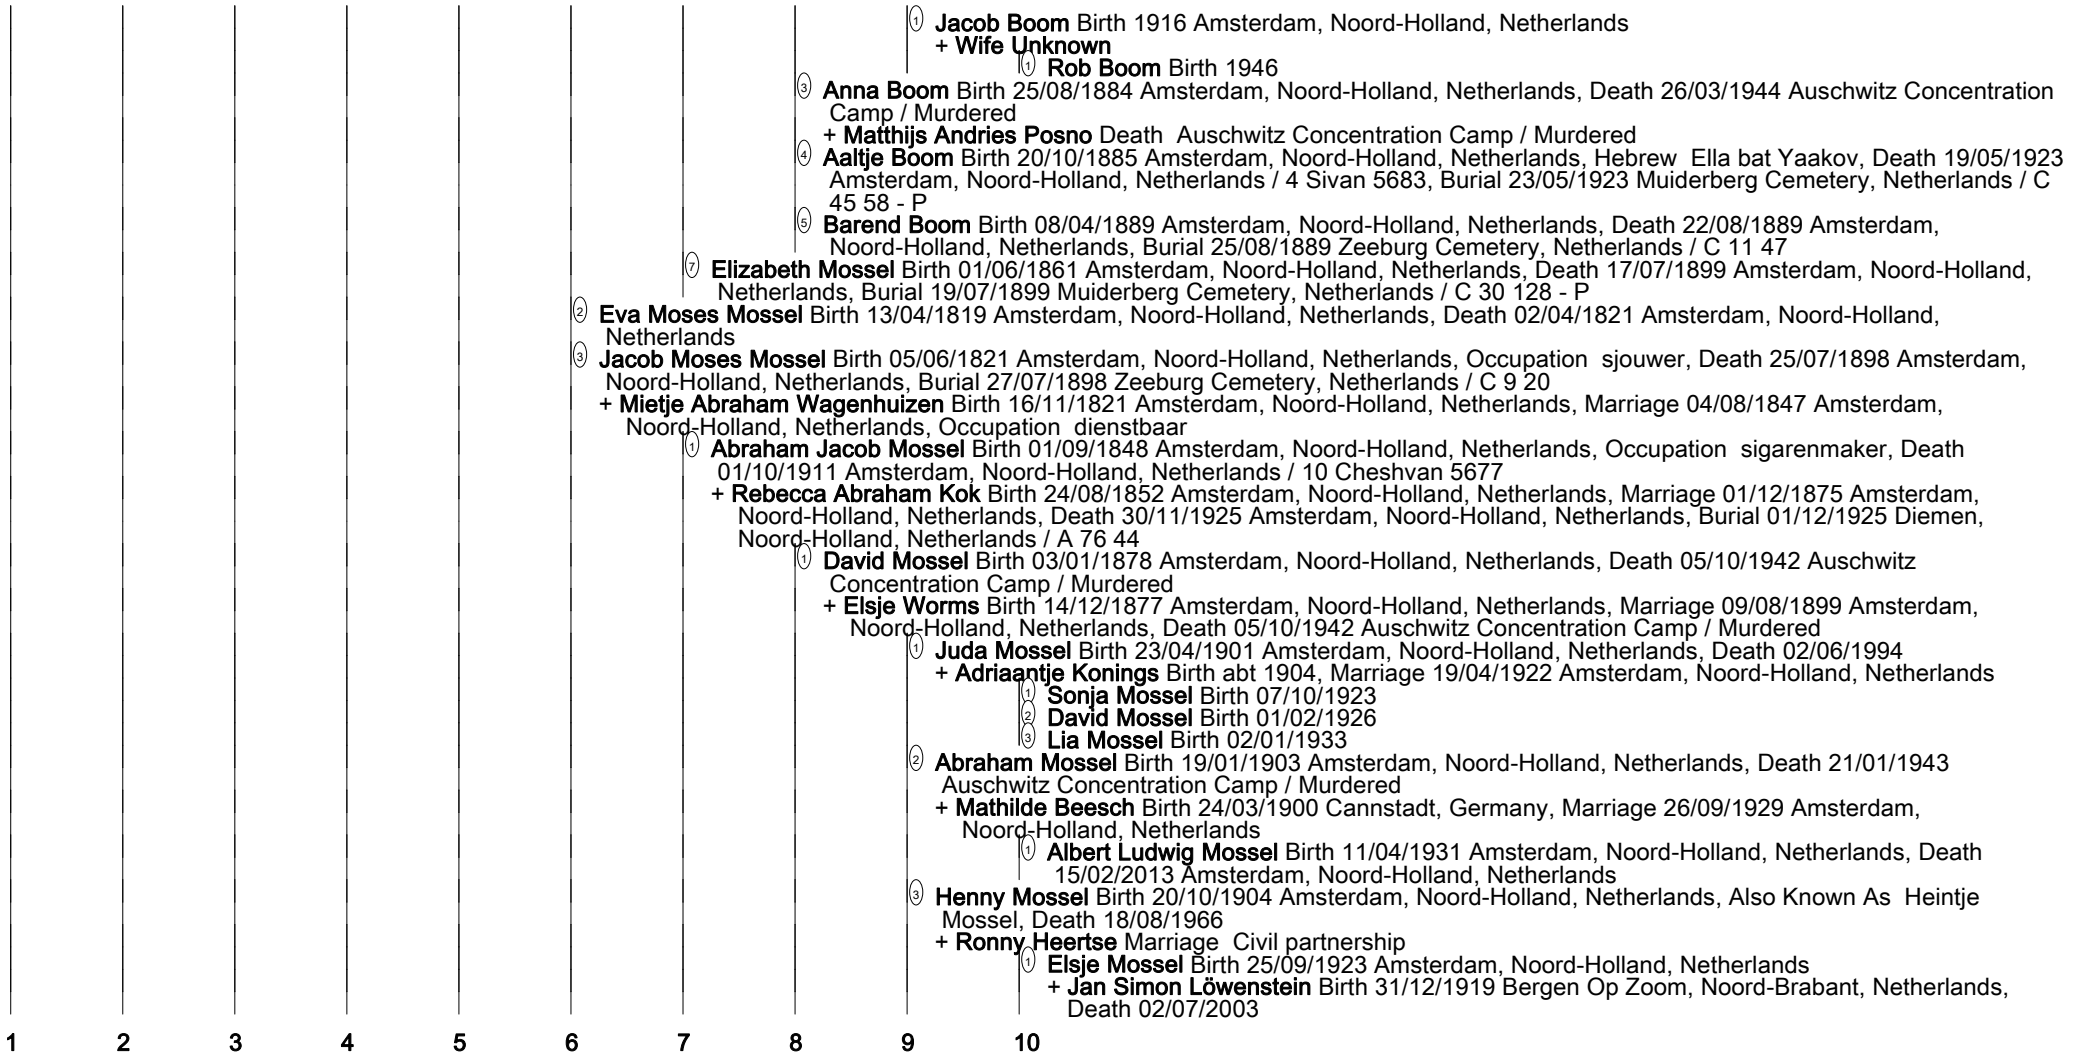 1 Jacob Boom Birth 1916 Amsterdam, Noord-Holland, Netherlands
+ Wife Unknown
1 Rob Boom Birth 1946
3 Anna Boom Birth 25/08/1884 Amsterdam, Noord-Holland, Netherlands, Death 26/03/1944 Auschwitz Concentration
Camp / Murdered
+ Matthijs Andries Posno Death  Auschwitz Concentration Camp / Murdered
4 Aaltje Boom Birth 20/10/1885 Amsterdam, Noord-Holland, Netherlands, Hebrew  Ella bat Yaakov, Death 19/05/1923
Amsterdam, Noord-Holland, Netherlands / 4 Sivan 5683, Burial 23/05/1923 Muiderberg Cemetery, Netherlands / C
45 58 - P
5 Barend Boom Birth 08/04/1889 Amsterdam, Noord-Holland, Netherlands, Death 22/08/1889 Amsterdam,
Noord-Holland, Netherlands, Burial 25/08/1889 Zeeburg Cemetery, Netherlands / C 11 47
7 Elizabeth Mossel Birth 01/06/1861 Amsterdam, Noord-Holland, Netherlands, Death 17/07/1899 Amsterdam, Noord-Holland,
Netherlands, Burial 19/07/1899 Muiderberg Cemetery, Netherlands / C 30 128 - P
2 Eva Moses Mossel Birth 13/04/1819 Amsterdam, Noord-Holland, Netherlands, Death 02/04/1821 Amsterdam, Noord-Holland,
Netherlands
3 Jacob Moses Mossel Birth 05/06/1821 Amsterdam, Noord-Holland, Netherlands, Occupation  sjouwer, Death 25/07/1898 Amsterdam,
Noord-Holland, Netherlands, Burial 27/07/1898 Zeeburg Cemetery, Netherlands / C 9 20
+ Mietje Abraham Wagenhuizen Birth 16/11/1821 Amsterdam, Noord-Holland, Netherlands, Marriage 04/08/1847 Amsterdam,
Noord-Holland, Netherlands, Occupation  dienstbaar
1 Abraham Jacob Mossel Birth 01/09/1848 Amsterdam, Noord-Holland, Netherlands, Occupation  sigarenmaker, Death
01/10/1911 Amsterdam, Noord-Holland, Netherlands / 10 Cheshvan 5677
+ Rebecca Abraham Kok Birth 24/08/1852 Amsterdam, Noord-Holland, Netherlands, Marriage 01/12/1875 Amsterdam,
Noord-Holland, Netherlands, Death 30/11/1925 Amsterdam, Noord-Holland, Netherlands, Burial 01/12/1925 Diemen,
Noord-Holland, Netherlands / A 76 44
1 David Mossel Birth 03/01/1878 Amsterdam, Noord-Holland, Netherlands, Death 05/10/1942 Auschwitz
Concentration Camp / Murdered
+ Elsje Worms Birth 14/12/1877 Amsterdam, Noord-Holland, Netherlands, Marriage 09/08/1899 Amsterdam,
Noord-Holland, Netherlands, Death 05/10/1942 Auschwitz Concentration Camp / Murdered
1 Juda Mossel Birth 23/04/1901 Amsterdam, Noord-Holland, Netherlands, Death 02/06/1994
+ Adriaantje Konings Birth abt 1904, Marriage 19/04/1922 Amsterdam, Noord-Holland, Netherlands
1 Sonja Mossel Birth 07/10/1923
2 David Mossel Birth 01/02/1926
3 Lia Mossel Birth 02/01/1933
2 Abraham Mossel Birth 19/01/1903 Amsterdam, Noord-Holland, Netherlands, Death 21/01/1943
Auschwitz Concentration Camp / Murdered
+ Mathilde Beesch Birth 24/03/1900 Cannstadt, Germany, Marriage 26/09/1929 Amsterdam,
Noord-Holland, Netherlands
1 Albert Ludwig Mossel Birth 11/04/1931 Amsterdam, Noord-Holland, Netherlands, Death
15/02/2013 Amsterdam, Noord-Holland, Netherlands
3 Henny Mossel Birth 20/10/1904 Amsterdam, Noord-Holland, Netherlands, Also Known As  Heintje
Mossel, Death 18/08/1966
+ Ronny Heertse Marriage  Civil partnership
1 Elsje Mossel Birth 25/09/1923 Amsterdam, Noord-Holland, Netherlands
+ Jan Simon Löwenstein Birth 31/12/1919 Bergen Op Zoom, Noord-Brabant, Netherlands,
Death 02/07/2003
1 2 3 4 5 6 7 8 9 10